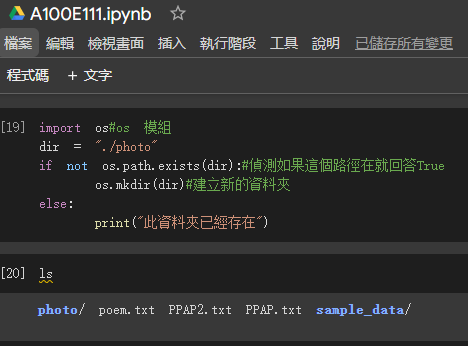 A100E111.ipynb
檔案 編輯 檢視畫面 插入 執行階段 工具 說明 已儲存所有變更
程式碼 + 文字
[19] import os#os 模組
dir = "./photo"
if not os.path.exists(dir):#偵測如果這個路徑在就回答True
os.mkdir(dir)#建立新的資料夾
else:
print("此資料夾已經存在")
[20] ls
photo/ poem.txt PPAP2.txt PPAP.txt sample_data/